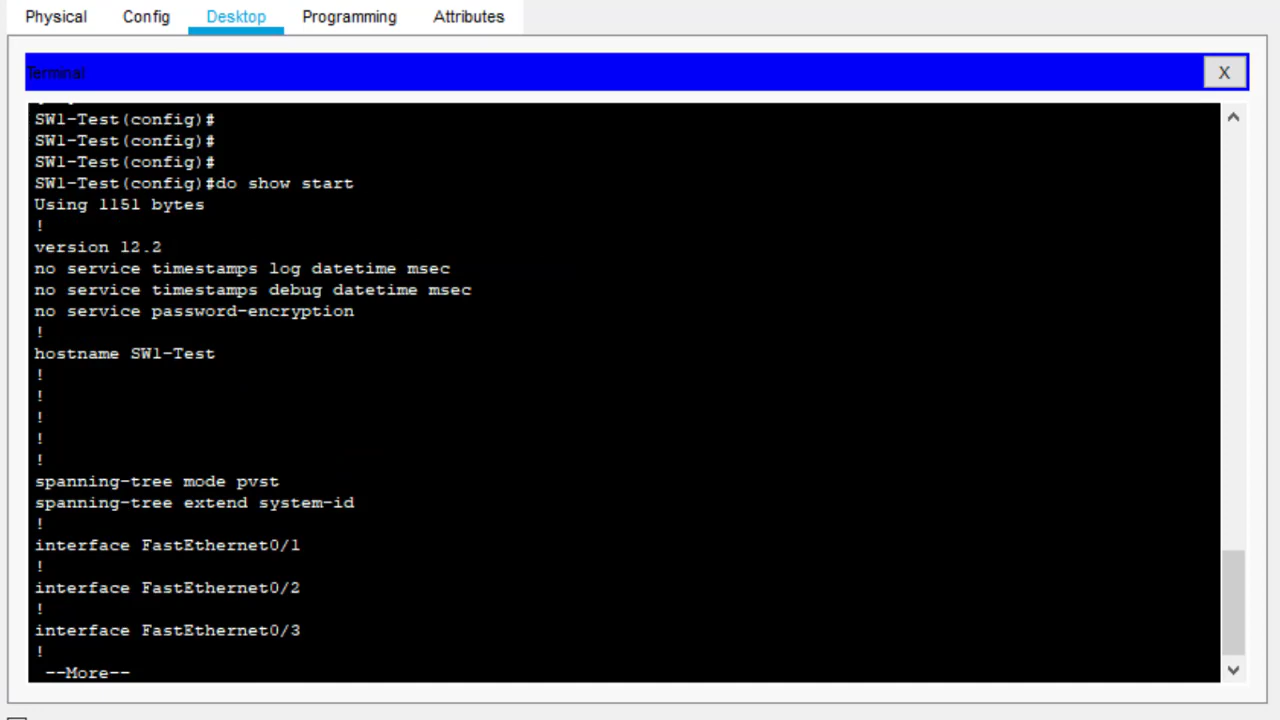 Physical Config Desktop Programming Attributes
Terminal
X
SW1-Test(config)#
SW1-Test(config)#
SW1-Test(config)#
SW1-Test(config)#do show start
Using 1151 bytes
!
version 12.2
no service timestamps log datetime msec
no service timestamps debug datetime msec
no service password-encryption
!
hostname SW1-Test
!
!
!
!
!
spanning-tree mode pvst
spanning-tree extend system-id
!
interface FastEthernet0/1
!
interface FastEthernet0/2
!
interface FastEthernet0/3
!
--More--